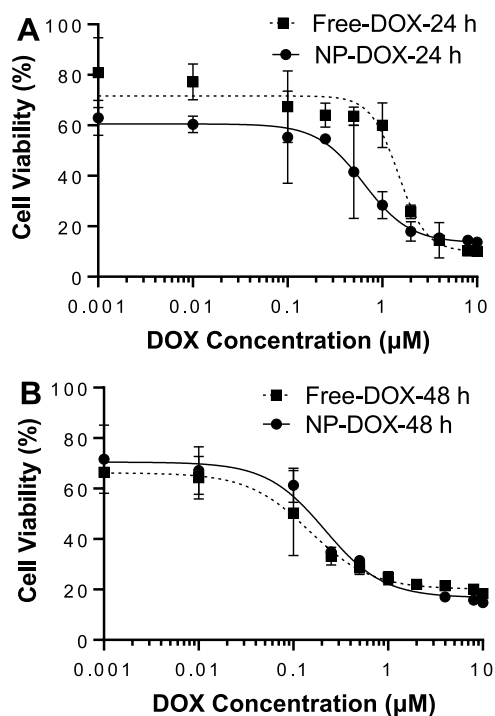 A
Free-DOX-24 h
NP-DOX-24 h
Cell Viability (%)
100
80
60
40
20
0
0.001
0.01
0.1
1
10
DOX Concentration (µM)
B
Free-DOX-48 h
NP-DOX-48 h
Cell Viability (%)
100
80
60
40
20
0
0.001
0.01
0.1
1
10
DOX Concentration (µM)